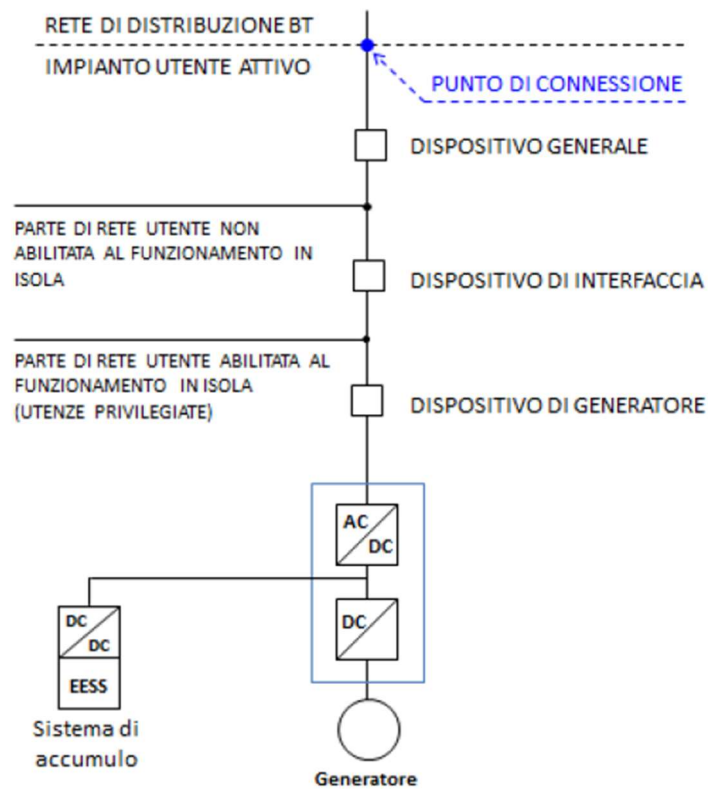 RETE DI DISTRIBUZIONE BT
IMPIANTO UTENTE ATTIVO
PUNTO DI CONNESSIONE
DISPOSITIVO GENERALE
PARTE DI RETE UTENTE NON
ABILITATA AL FUNZIONAMENTO IN
ISOLA
DISPOSITIVO DI INTERFACCIA
PARTE DI RETE UTENTE ABILITATA AL
FUNZIONAMENTO IN ISOLA
(UTENZE PRIVILEGIATE)
DISPOSITIVO DI GENERATORE
AC
DC
DC
DC
DC
EESS
Sistema di
accumulo
Generatore